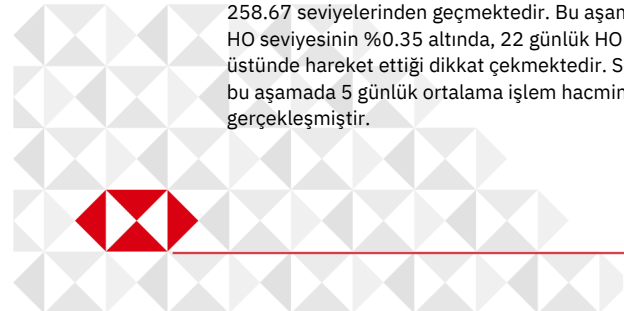 258.67 seviyelerinden geçmektedir. Bu aşan
HO seviyesinin %0.35 altında, 22 günlük HO
üstünde hareket ettiği dikkat çekmektedir. S
bu aşamada 5 günlük ortalama işlem hacmin
gerçekleşmiştir.